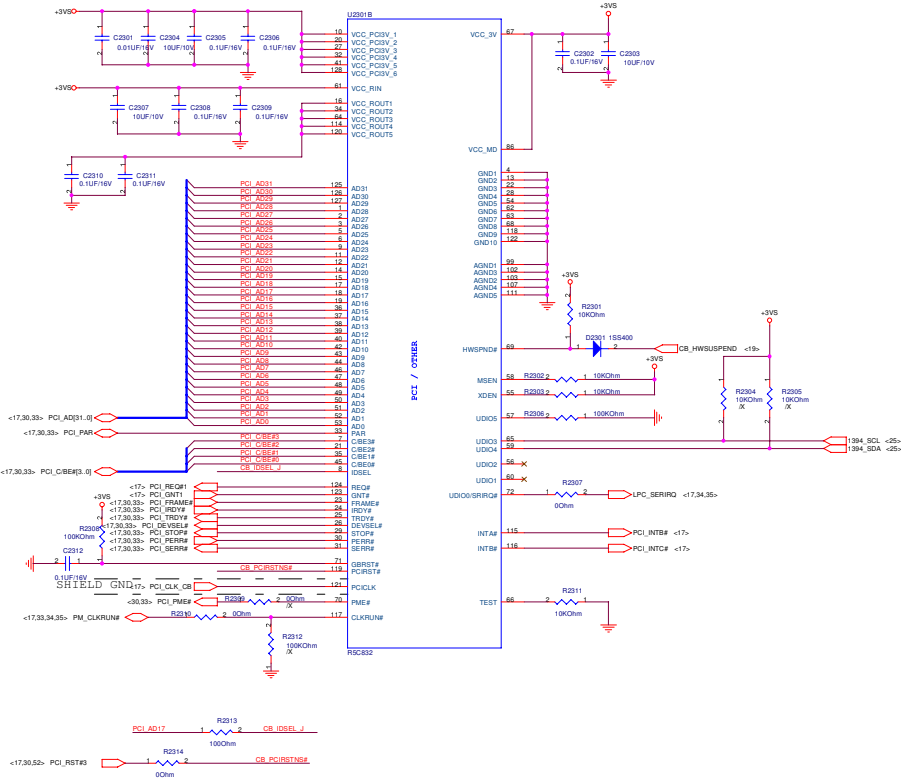 +3VS
U2301B
+3VS
C2301
0.01UF/16V
C2304
10UF/10V
C2305
0.1UF/16V
C2306
0.1UF/16V
10 VCC_PCI3V_1
20 VCC_PCI3V_2
27 VCC_PCI3V_3
32 VCC_PCI3V_4
41 VCC_PCI3V_5
128 VCC_PCI3V_6
VCC_3V 67
C2302
0.1UF/16V
C2303
10UF/10V
+3VS
61 VCC_RIN
C2307
10UF/10V
C2308
0.1UF/16V
C2309
0.1UF/16V
16 VCC_ROUT1
34 VCC_ROUT2
64 VCC_ROUT3
114 VCC_ROUT4
120 VCC_ROUT5
VCC_MD 86
C2310
0.1UF/16V
C2311
0.1UF/16V
GND1 4
GND2 13
GND3 22
GND4 28
GND5 54
GND6 62
GND7 63
GND8 68
GND9 118
GND10 122
AGND1 99
AGND3 102
AGND2 103
AGND4 107
AGND5 111
PCI_AD31 125 AD31
PCI_AD30 126 AD30
PCI_AD29 127 AD29
PCI_AD28 1 AD28
PCI_AD27 2 AD27
PCI_AD26 3 AD26
PCI_AD25 5 AD25
PCI_AD24 6 AD24
PCI_AD23 9 AD23
PCI_AD22 11 AD22
PCI_AD21 12 AD21
PCI_AD20 14 AD20
PCI_AD19 15 AD19
PCI_AD18 17 AD18
PCI_AD17 18 AD17
PCI_AD16 19 AD16
PCI_AD15 36 AD15
PCI_AD14 37 AD14
PCI_AD13 38 AD13
PCI_AD12 39 AD12
PCI_AD11 40 AD11
PCI_AD10 42 AD10
PCI_AD9 43 AD9
PCI_AD8 44 AD8
PCI_AD7 46 AD7
PCI_AD6 47 AD6
PCI_AD5 48 AD5
PCI_AD4 49 AD4
PCI_AD3 50 AD3
PCI_AD2 51 AD2
PCI_AD1 52 AD1
PCI_AD0 53 AD0
<17,30,33> PCI_AD[31..0]
<17,30,33> PCI_PAR 33 PAR
PCI_C/BE#3 7 C/BE3#
PCI_C/BE#2 21 C/BE2#
PCI_C/BE#1 35 C/BE1#
PCI_C/BE#0 45 C/BE0#
<17,30,33> PCI_C/BE#[3..0]
CB_IDSEL_J 8 IDSEL
PCI / OTHER
+3VS
R2301
10KOhm
HWSPND# 69
D2301 1SS400
CB_HWSUSPEND <19>
+3VS
MSEN 58 R2302 10KOhm
XDEN 55 R2303 10KOhm
UDIO5 57 R2306 100KOhm
+3VS
R2304
10KOhm
/X
R2305
10KOhm
/X
UDIO3 65 1394_SCL <25>
UDIO4 59 1394_SDA <25>
UDIO2 56
UDIO1 60
UDIO0/SRIRQ# 72 R2307
0Ohm
LPC_SERIRQ <17,34,35>
INTA# 115 PCI_INTB# <17>
INTB# 116 PCI_INTC# <17>
TEST 66 R2311
10KOhm
<17> PCI_REQ#1 124 REQ#
<17> PCI_GNT1 123 GNT#
<17,30,33> PCI_FRAME# 23 FRAME#
<17,30,33> PCI_IRDY# 24 IRDY#
<17,30,33> PCI_TRDY# 25 TRDY#
<17,30,33> PCI_DEVSEL# 26 DEVSEL#
<17,30,33> PCI_STOP# 29 STOP#
<17,30,33> PCI_PERR# 30 PERR#
<17,30,33> PCI_SERR# 31 SERR#
+3VS
R2308
100KOhm
C2312
0.1UF/16V
71 GBRST#
CB_PCIRSTNS# 119 PCIRST#
SHIELD GND
<17> PCI_CLK_CB 121 PCICLK
<30,33> PCI_PME# R2309 0Ohm
/X
70 PME#
<17,33,34,35> PM_CLKRUN# R2310 0Ohm 117 CLKRUN#
R2312
100KOhm
/X
R5C832
PCI_AD17 R2313
100Ohm
CB_IDSEL_J
<17,30,52> PCI_RST#3 R2314
0Ohm
CB_PCIRSTNS#